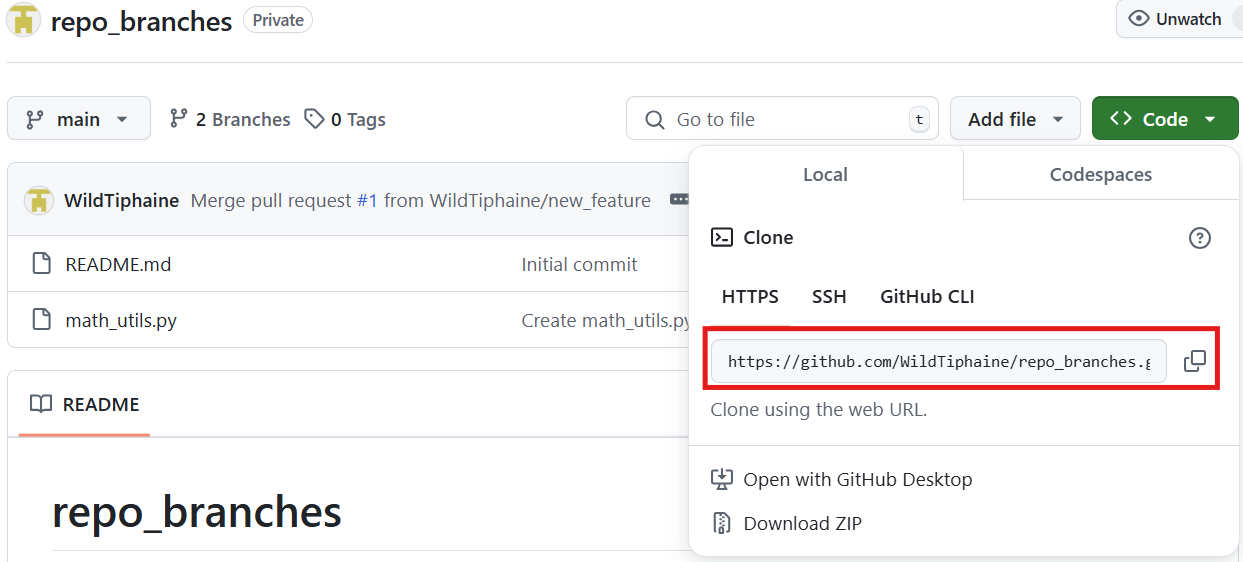 repo_branches Private Unwatch
main 2 Branches 0 Tags Go to file t Add file Code
Local Codespaces
WildTiphaine Merge pull request #1 from WildTiphaine/new_feature
Clone
README.md Initial commit
HTTPS SSH GitHub CLI
math_utils.py Create math_utils.py
https://github.com/WildTiphaine/repo_branches.g
README
Clone using the web URL.
Open with GitHub Desktop
repo_branches
Download ZIP